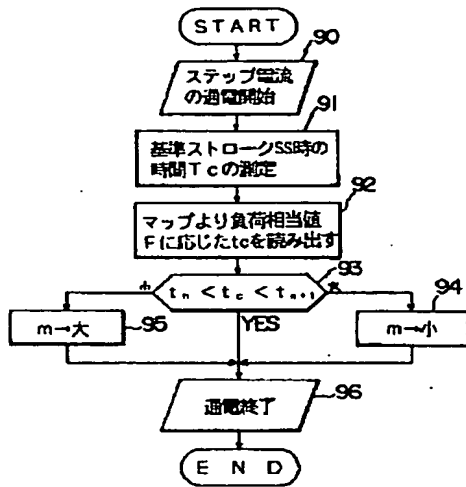 START
90
ステップ電流
の通電開始
91
基準ストロークSS時の
時間Tcの測定
92
マップより負荷相当値
Fに応じたtcを読み出す
93
tn<tc<tn+1
94
m→大
95
YES
m→小
通電終了
96
END